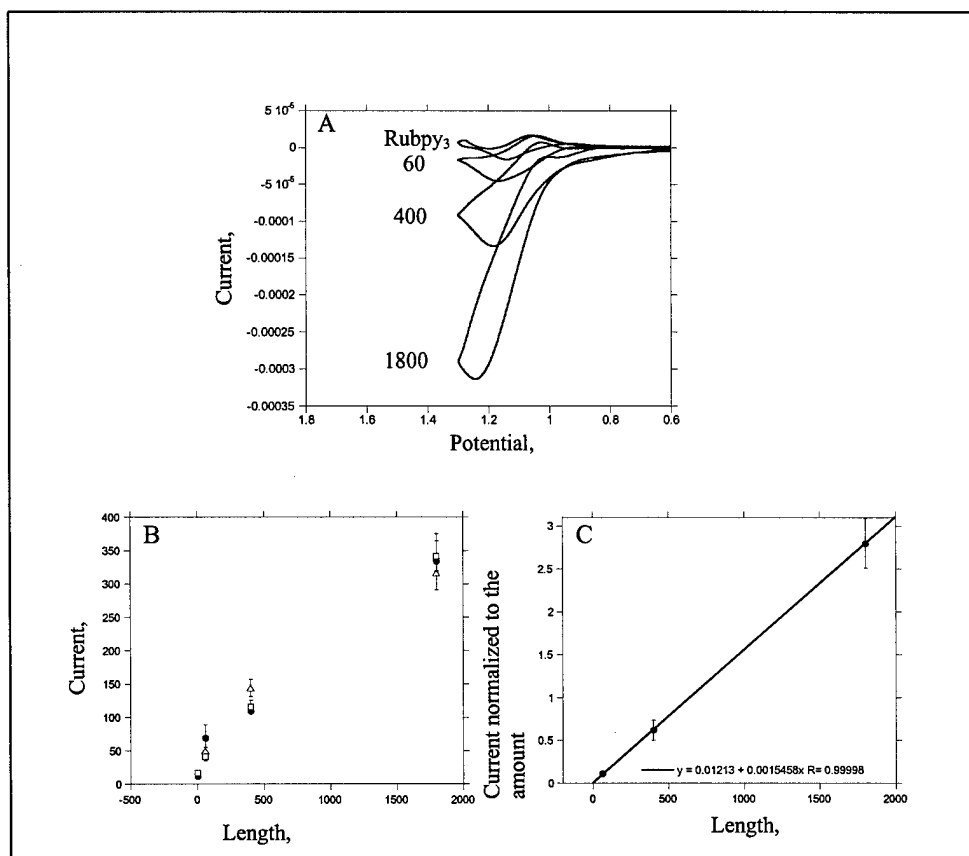 A
5 10⁻⁵
0
-5 10⁻⁵
-0.0001
-0.00015
-0.0002
-0.00025
-0.0003
-0.00035
Current,
Rubpy₃
60
400
1800
1.8 1.6 1.4 1.2 1 0.8 0.6
Potential,
B
400
350
300
250
200
150
100
50
0
Current,
-500 0 500 1000 1500 2000
Length,
C
3
2.5
2
1.5
1
0.5
0
Current normalized to the
amount
y = 0.01213 + 0.0015458x R= 0.99998
0 500 1000 1500 2000
Length,